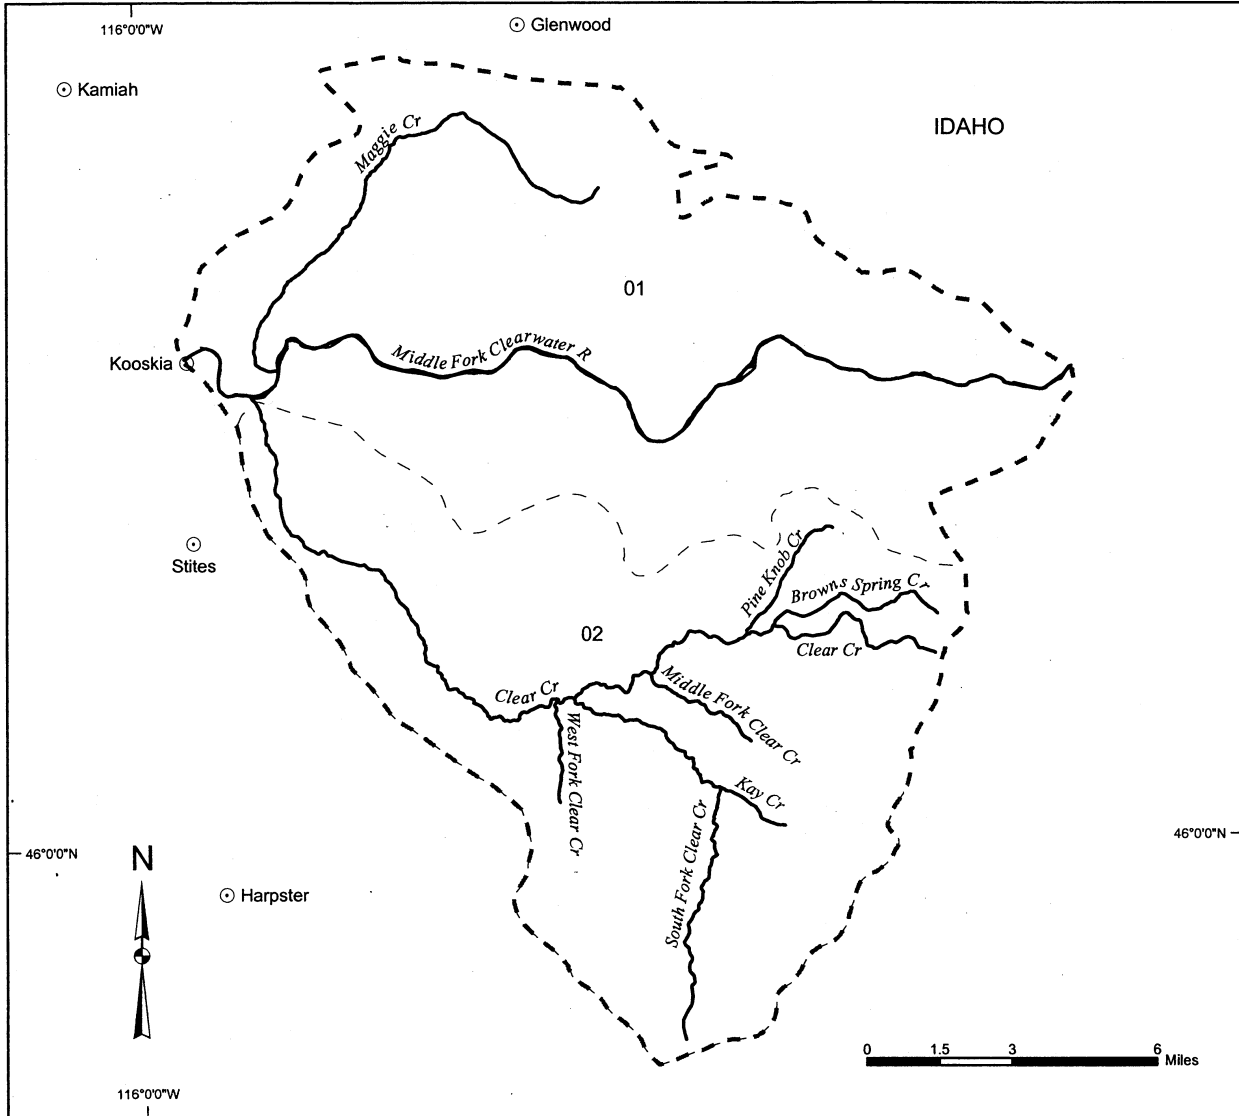 116°0'0"W
Glenwood
Kamiah
IDAHO
Maggie Cr
01
Kooskia
Middle Fork Clearwater R
Stites
Pine Knob Cr
Browns Spring Cr
02
Clear Cr
Clear Cr
Middle Fork Clear Cr
West Fork Clear Cr
Kay Cr
South Fork Clear Cr
46°0'0"N
46°0'0"N
N
Harpster
0 1.5 3 6
Miles
116°0'0"W